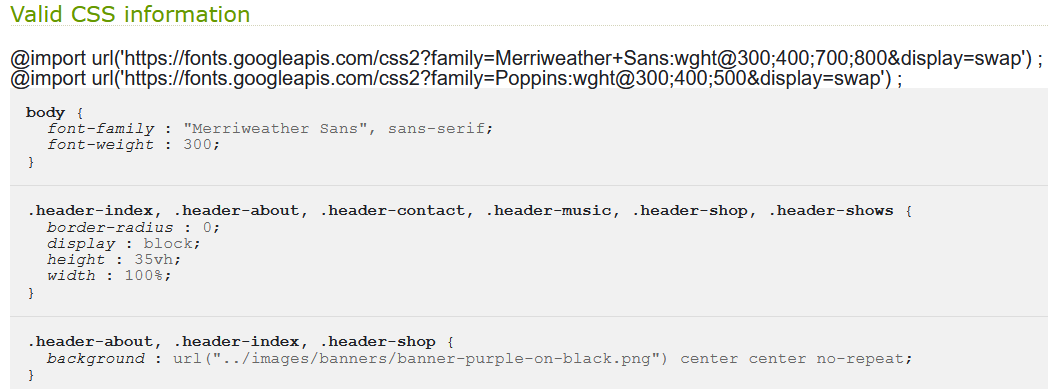 Valid CSS information
@import url('https://fonts.googleapis.com/css2?family=Merriweather+Sans:wght@300;400;700;800&display=swap') ;
@import url('https://fonts.googleapis.com/css2?family=Poppins:wght@300;400;500&display=swap') ;
body {
font-family : "Merriweather Sans", sans-serif;
font-weight : 300;
}
.header-index, .header-about, .header-contact, .header-music, .header-shop, .header-shows {
border-radius : 0;
display : block;
height : 35vh;
width : 100%;
}
.header-about, .header-index, .header-shop {
background : url("../images/banners/banner-purple-on-black.png") center center no-repeat;
}